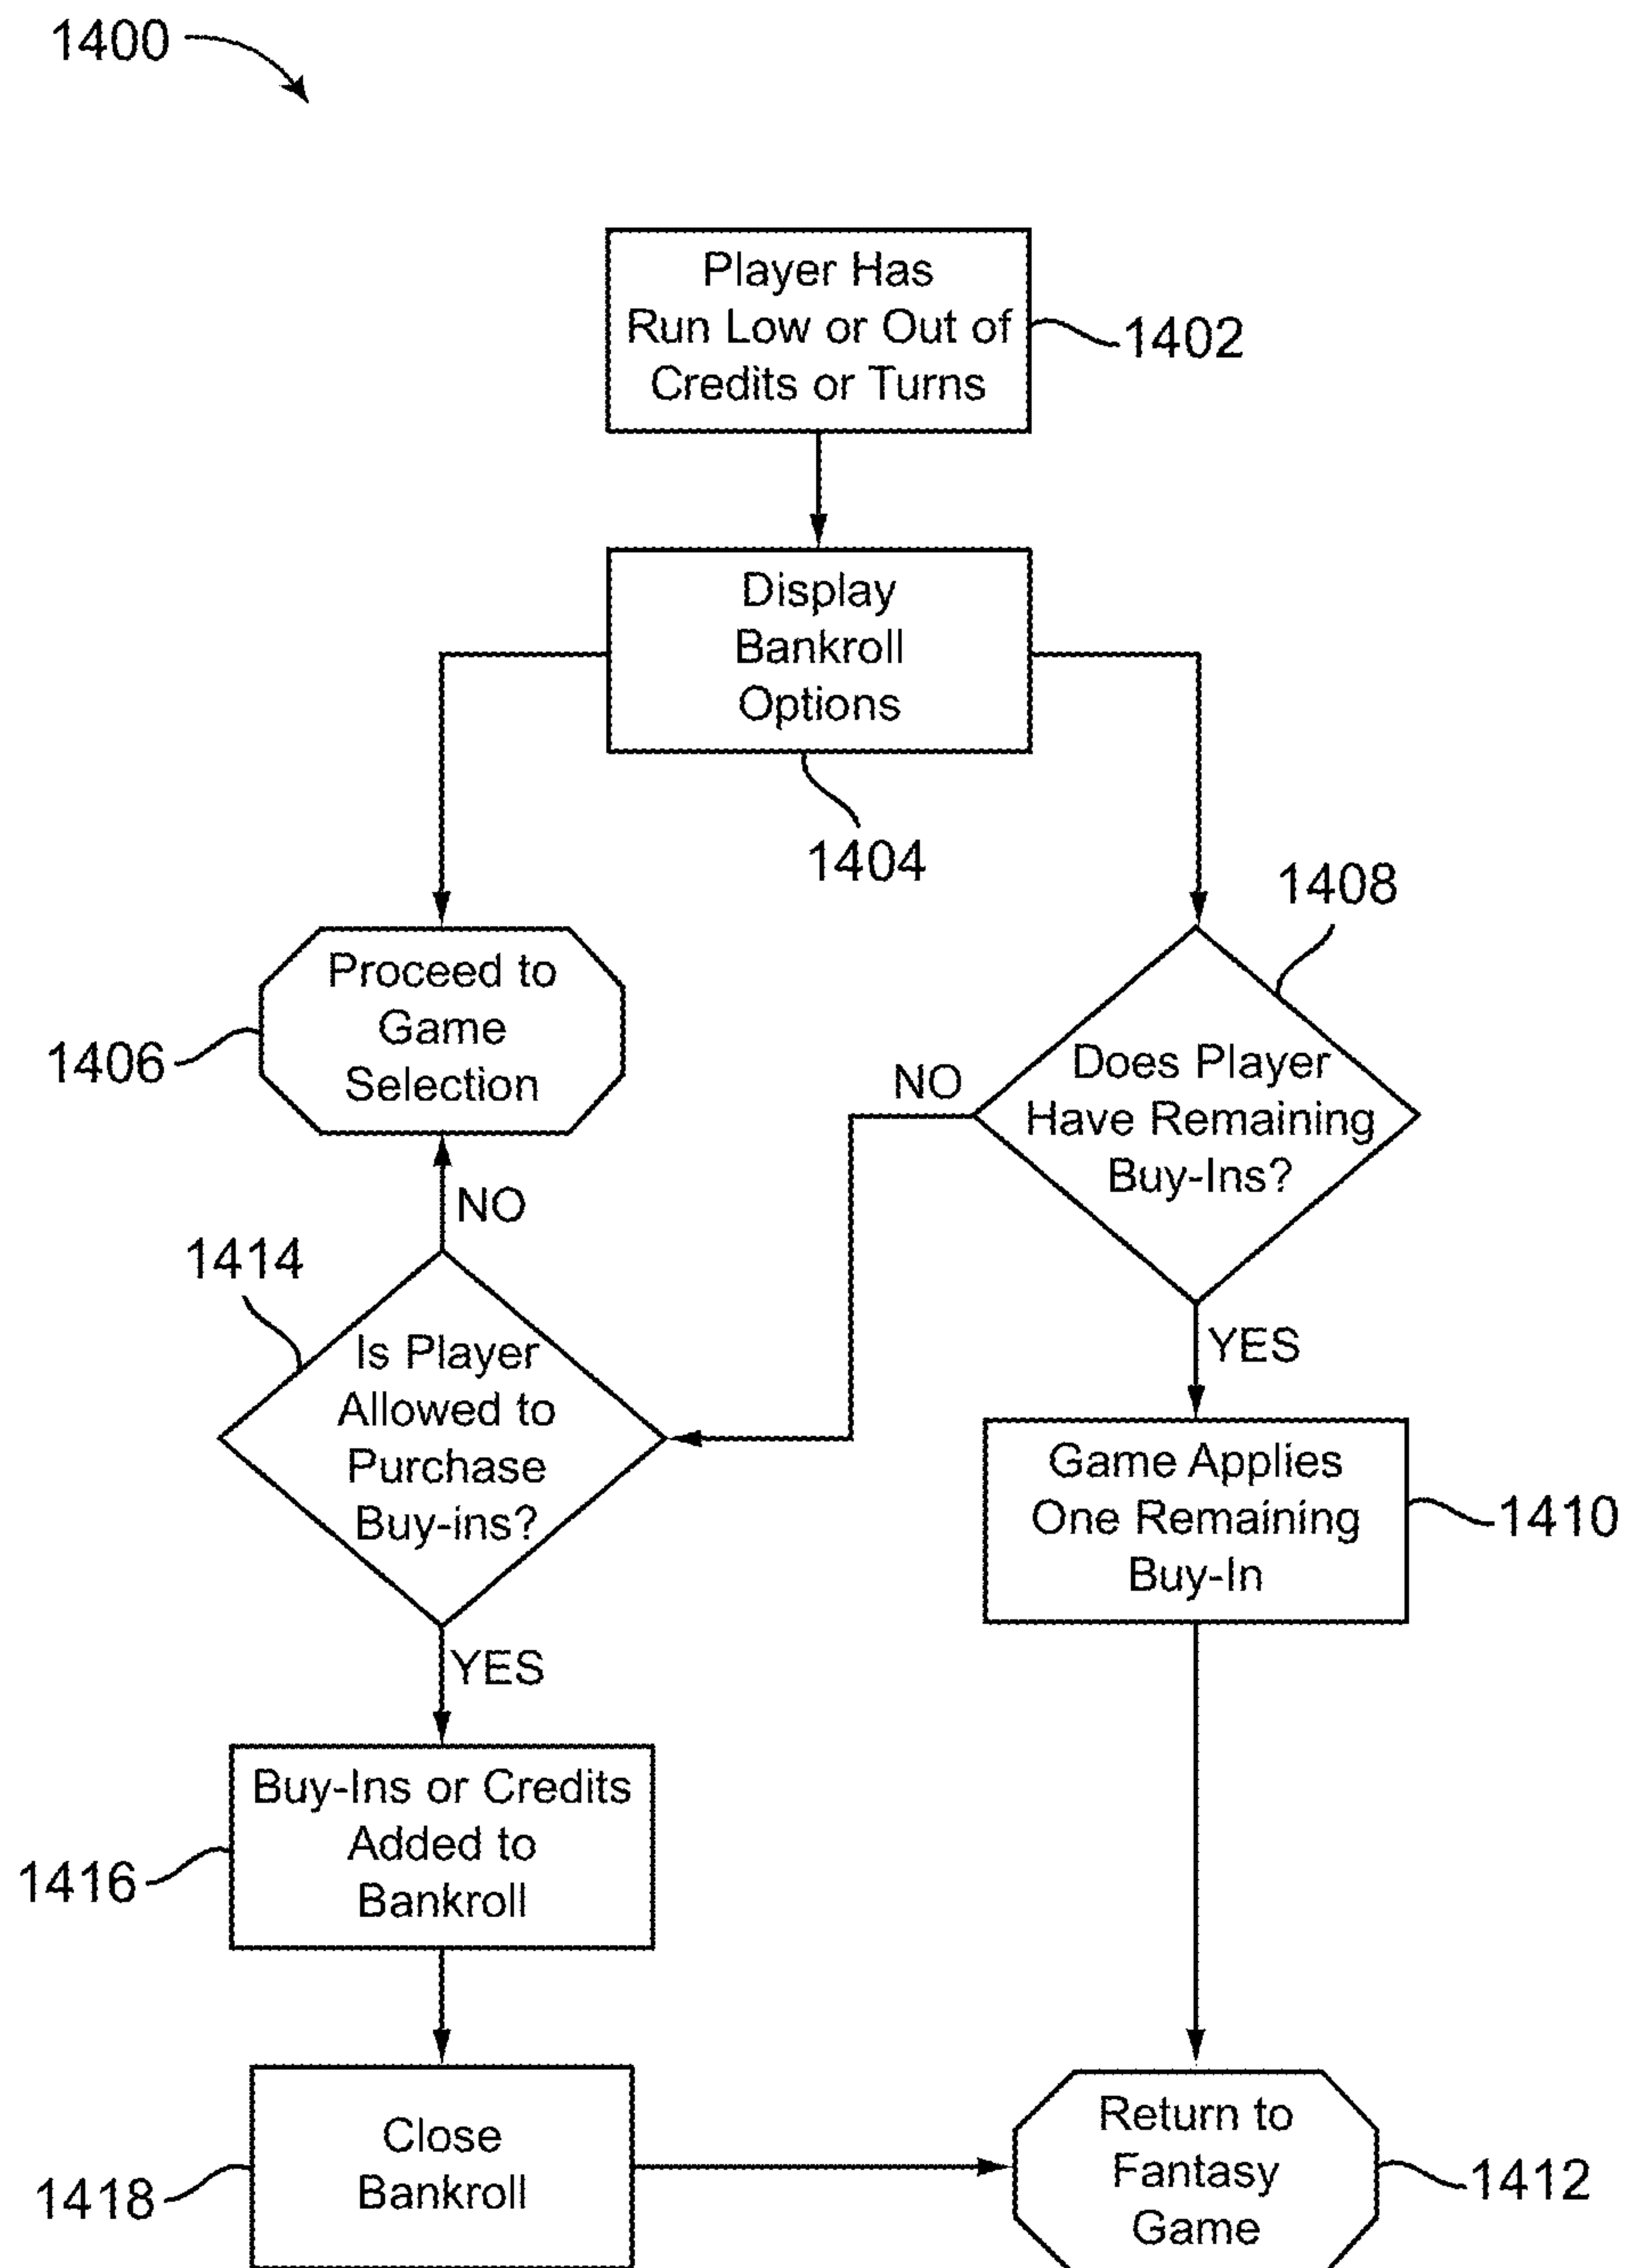 1400
Player Has
Run Low or Out of
Credits or Turns
1402
Display
Bankroll
Options
1404
1408
Proceed to
Game
Selection
1406
Does Player
Have Remaining
Buy-Ins?
NO
NO
1414
YES
Is Player
Allowed to
Purchase
Buy-ins?
Game Applies
One Remaining
Buy-In
1410
YES
Buy-Ins or Credits
Added to
Bankroll
1416
Close
Bankroll
1418
Return to
Fantasy
Game
1412